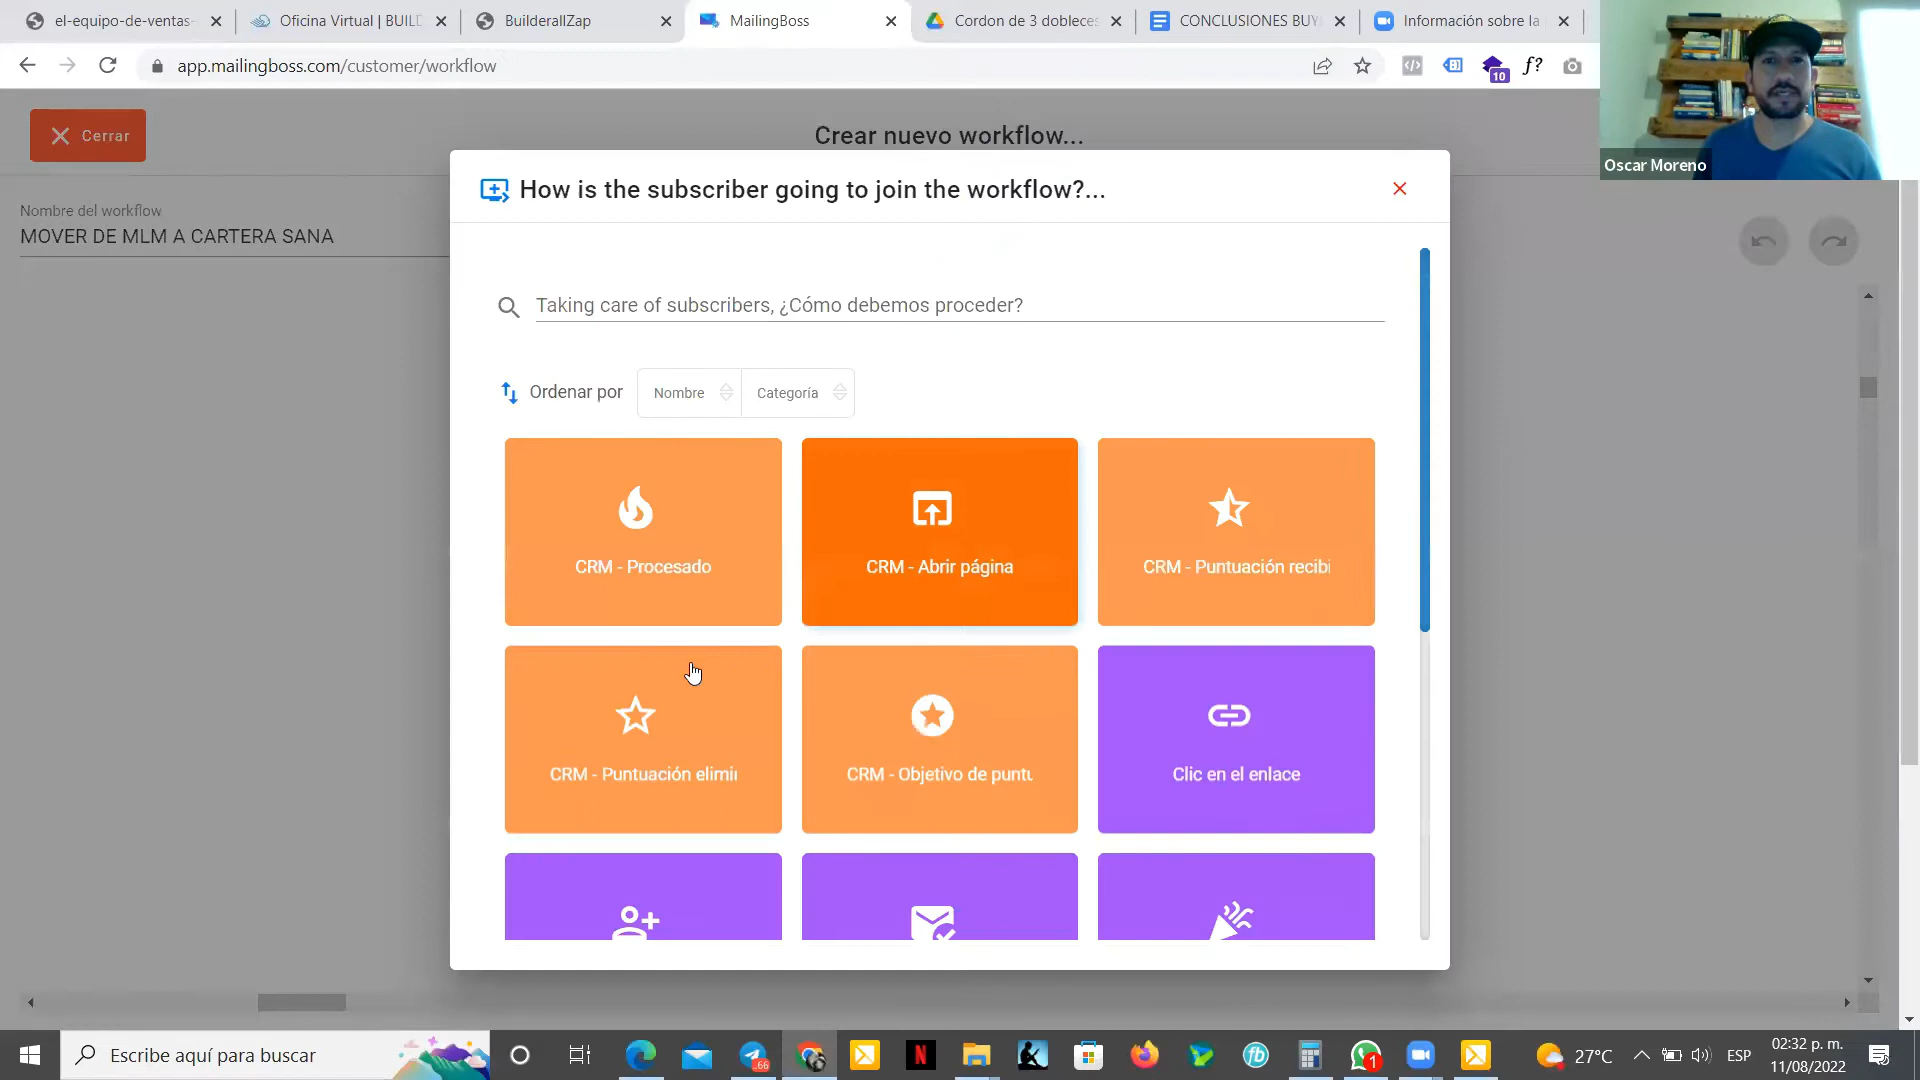 el-equipo-de-ventas-
Oficina Virtual | BUILD
BuilderallZap
MailingBoss
Cordon de 3 dobleces
CONCLUSIONES BUY
Información sobre la
app.mailingboss.com/customer/workflow
10
f?
Cerrar
Crear nuevo workflow...
Oscar Moreno
How is the subscriber going to join the workflow?...
Nombre del workflow
MOVER DE MLM A CARTERA SANA
Taking care of subscribers, ¿Cómo debemos proceder?
Ordenar por
Nombre
Categoría
CRM - Procesado
CRM - Abrir página
CRM - Puntuación recibi
CRM - Puntuación elimi
CRM - Objetivo de punt
Clic en el enlace
Escribe aquí para buscar
66
N
fb
1
27°C
ESP
02:32 p. m.
11/08/2022